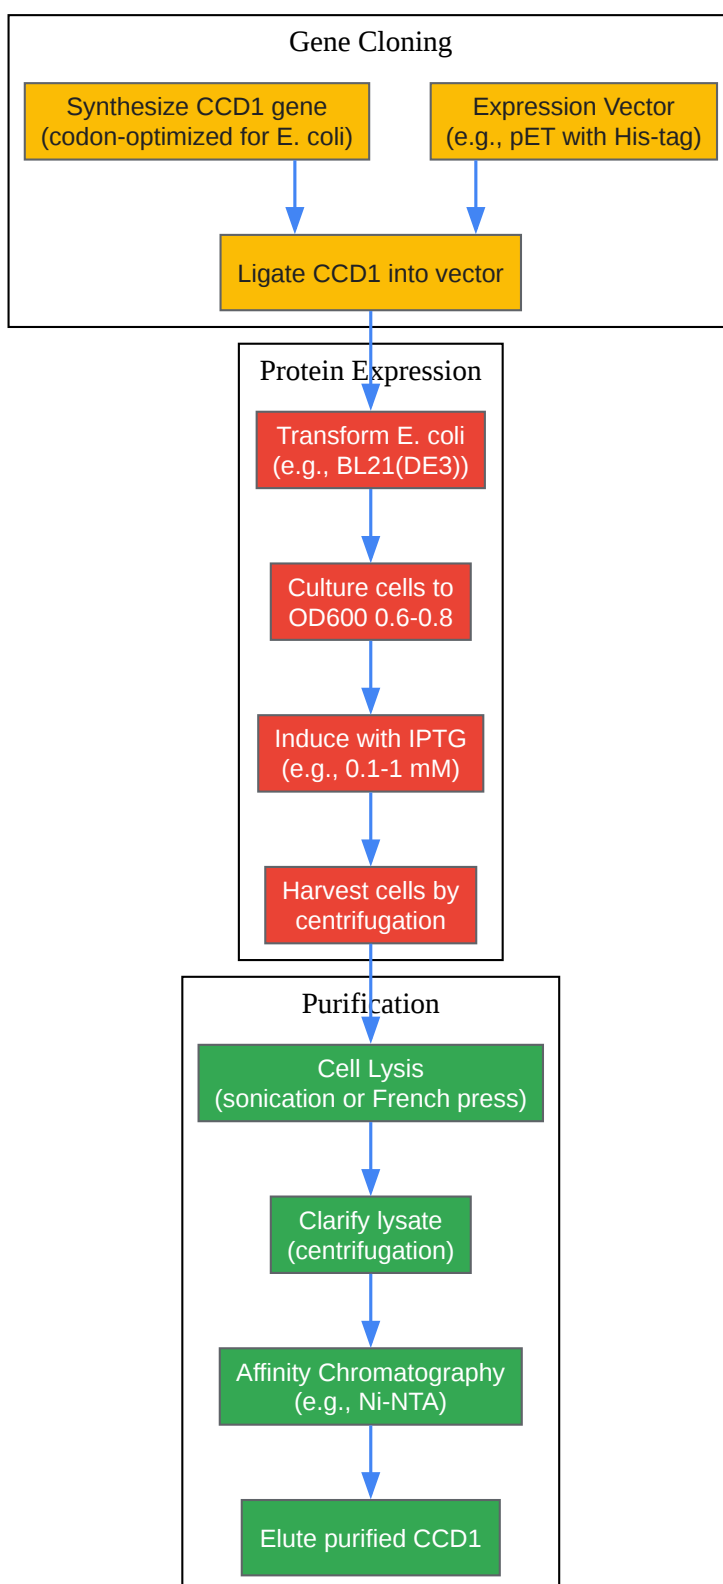 Gene Cloning
Synthesize CCD1 gene
(codon-optimized for E. coli)
Expression Vector
(e.g., pET with His-tag)
Ligate CCD1 into vector
Protein Expression
Transform E. coli
(e.g., BL21(DE3))
Culture cells to
OD600 0.6-0.8
Induce with IPTG
(e.g., 0.1-1 mM)
Harvest cells by
centrifugation
Purification
Cell Lysis
(sonication or French press)
Clarify lysate
(centrifugation)
Affinity Chromatography
(e.g., Ni-NTA)
Elute purified CCD1